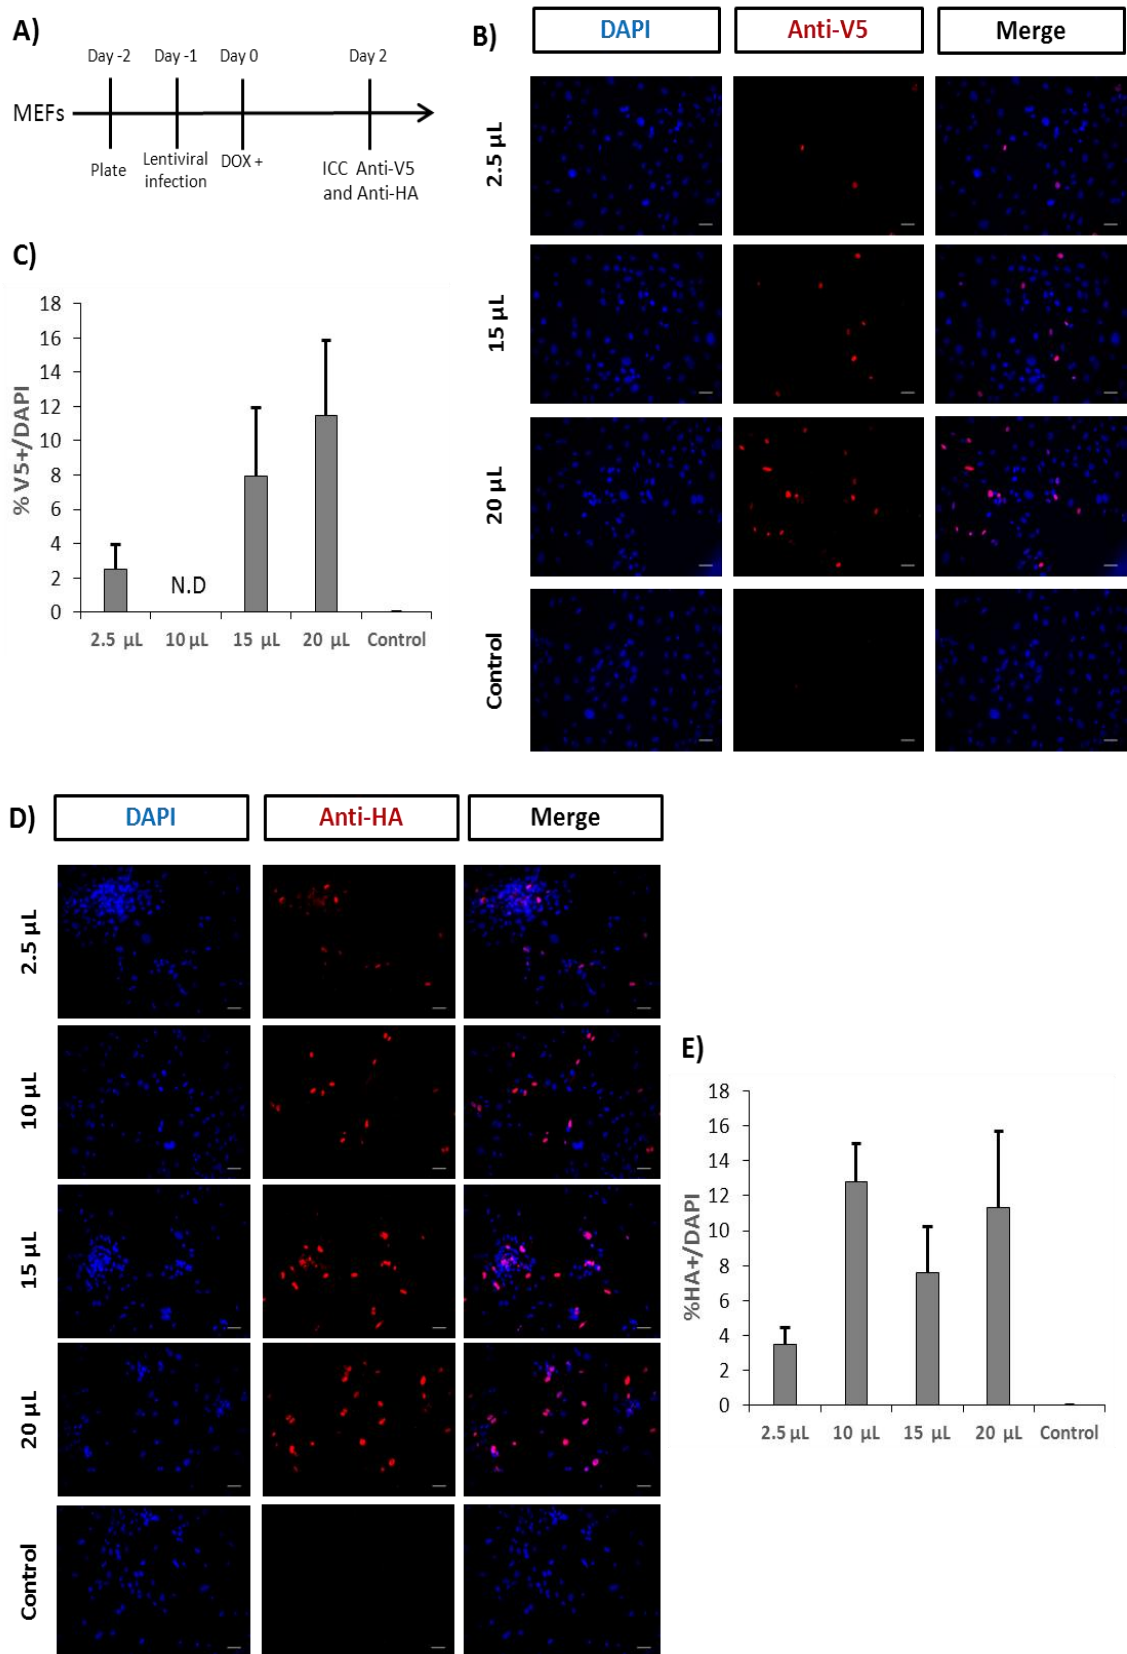 A)
Day -2 Day -1 Day 0 Day 2
MEFs
Plate Lentiviral infection DOX + ICC Anti-V5 and Anti-HA
B)
DAPI Anti-V5 Merge
2.5 µL
15 µL
20 µL
Control
C)
% V5+/DAPI
18
16
14
12
10
8
6
4
2
0
N.D
2.5 µL 10 µL 15 µL 20 µL Control
D)
DAPI Anti-HA Merge
2.5 µL
10 µL
15 µL
20 µL
Control
E)
%HA+/DAPI
18
16
14
12
10
8
6
4
2
0
2.5 µL 10 µL 15 µL 20 µL Control